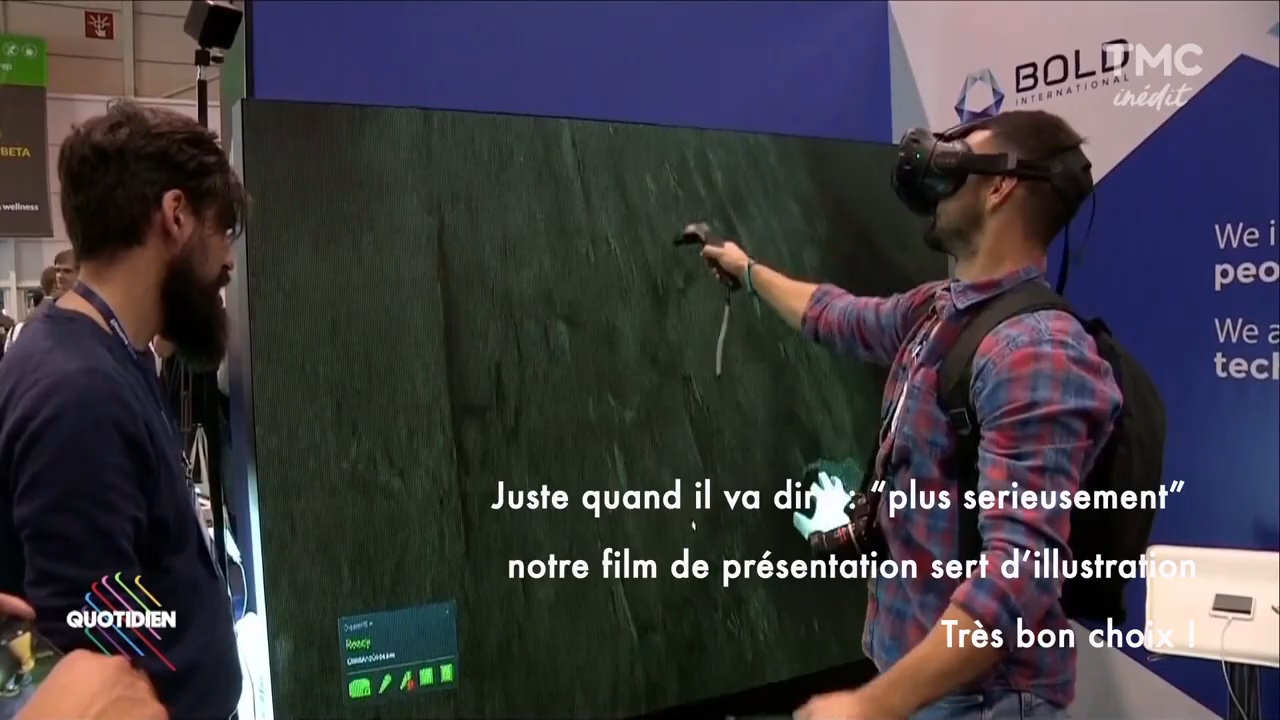 BETA
& wellness
BOLD
INTERNATIONAL
TMC
inédit
We i
peo
We a
tech
Juste quand il va dire : “plus serieusement”
notre film de présentation sert d’illustration
Très bon choix !
QUOTIDIEN
Ready